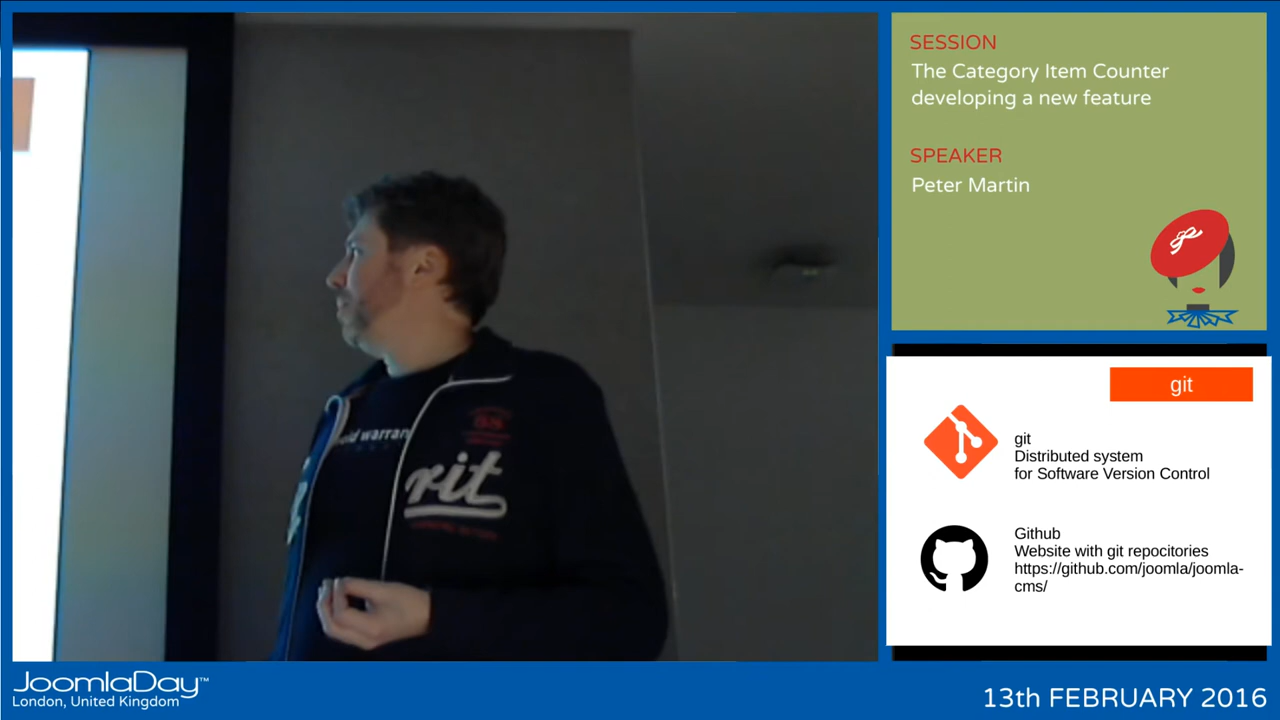 SESSION
The Category Item Counter
developing a new feature
SPEAKER
Peter Martin
git
git
Distributed system
for Software Version Control
Github
Website with git repocitories
https://github.com/joomla/joomla-
cms/
rit
JoomlaDay™
London, United Kingdom
13th FEBRUARY 2016